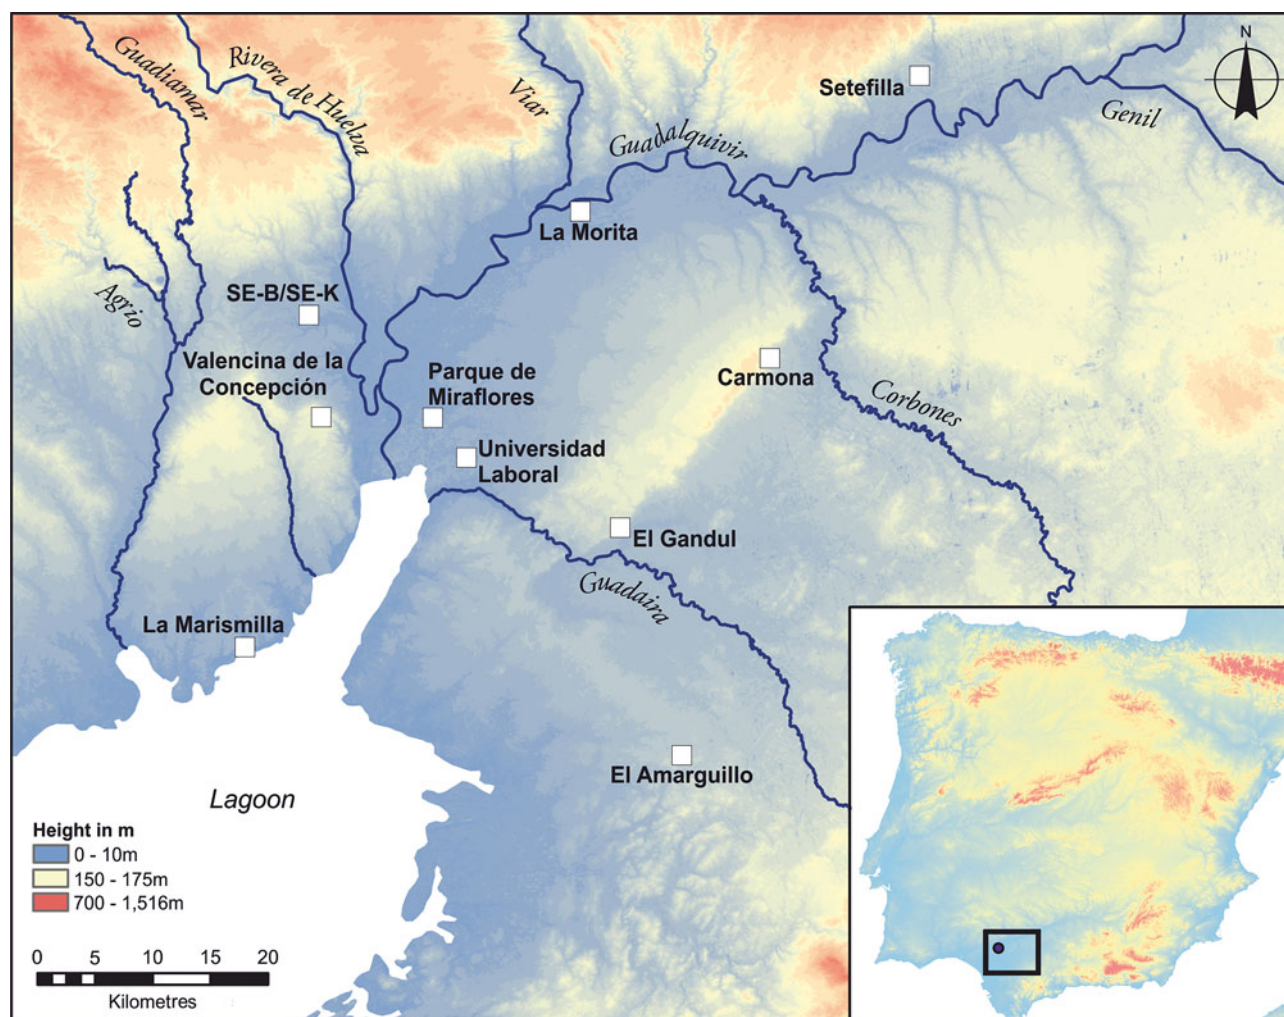 Guadiamar
Rivera de Huelva
Viar
Guadalquivir
Setefilla
Genil
N
La Morita
Agrio
SE-B/SE-K
Valencina de la
Concepción
Parque de
Miraflores
Carmona
Corbones
Universidad
Laboral
El Gandul
Guadaira
La Marismilla
El Amarguillo
Lagoon
Height in m
0 - 10m
150 - 175m
700 - 1,516m
0 5 10 15 20
Kilometres